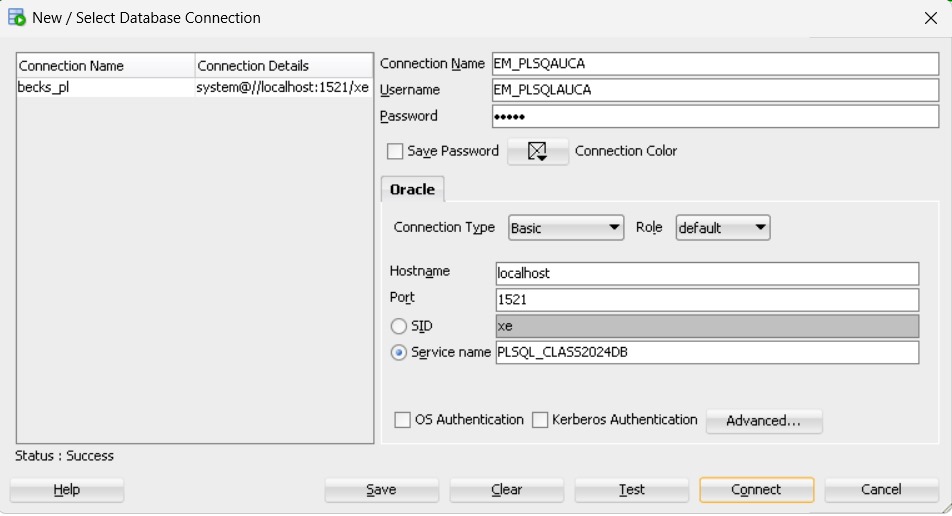 New / Select Database Connection
Connection Name Connection Details
becks_pl system@//localhost:1521/xe
Connection Name EM_PLSQAUCA
Username EM_PLSQLAUCA
Password •••••
Save Password Connection Color
Oracle
Connection Type Basic Role default
Hostname localhost
Port 1521
SID xe
Service name PLSQL_CLASS2024DB
OS Authentication Kerberos Authentication Advanced...
Status : Success
Help Save Clear Test Connect Cancel